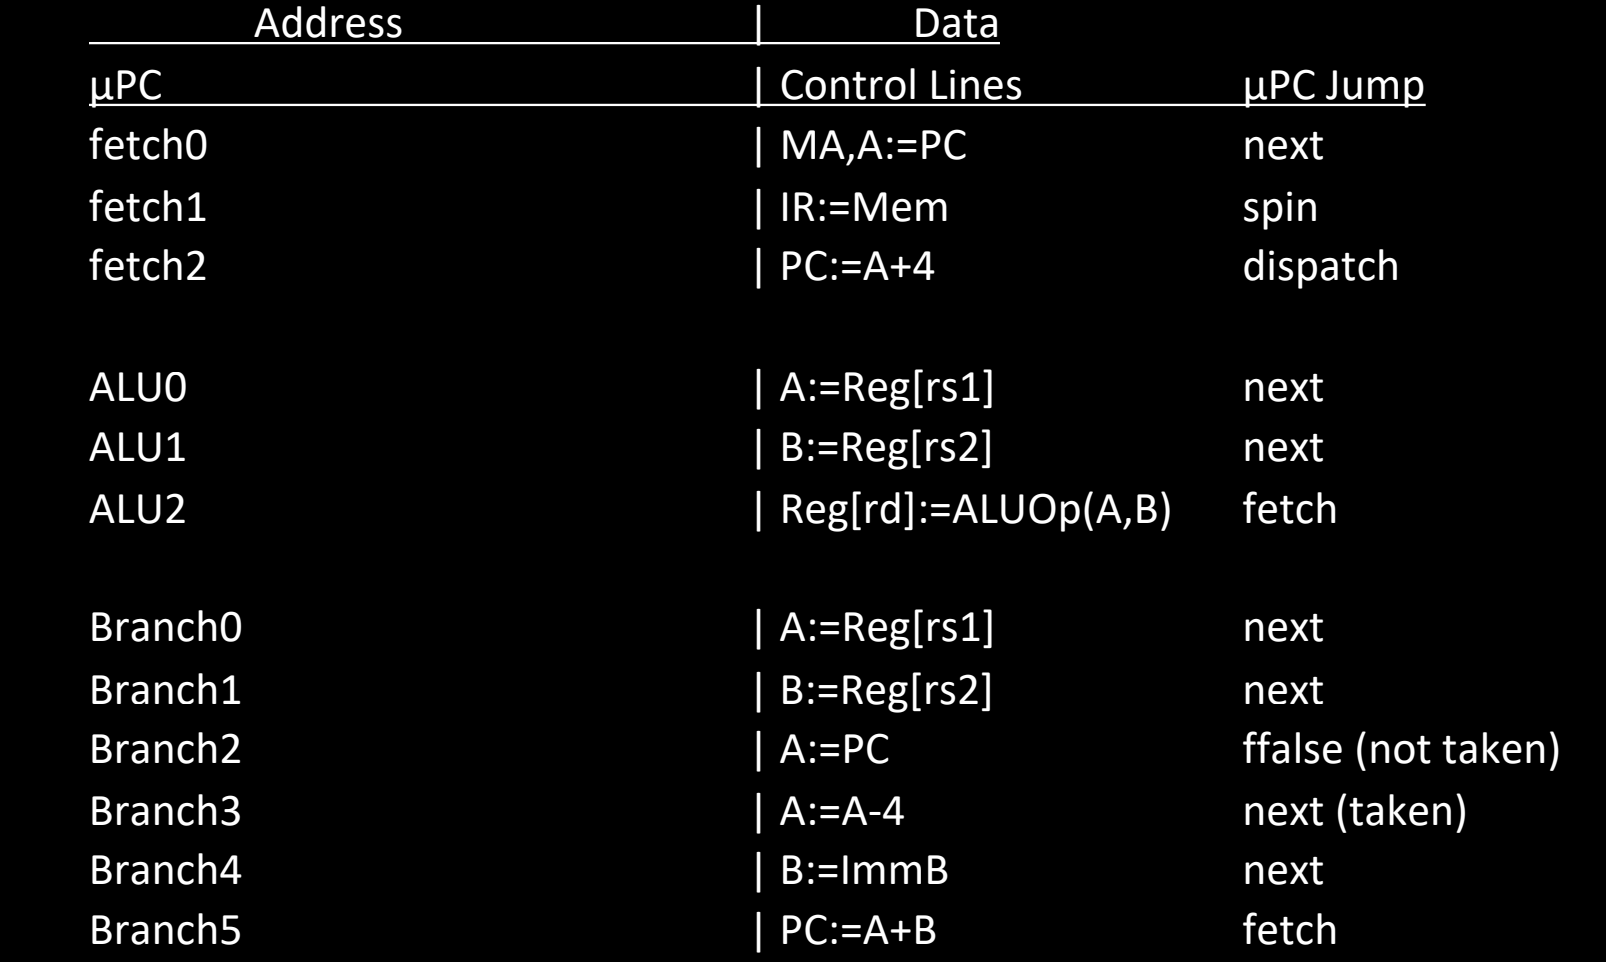 Address | Data
µPC | Control Lines µPC Jump
fetch0 | MA,A:=PC next
fetch1 | IR:=Mem spin
fetch2 | PC:=A+4 dispatch
ALU0 | A:=Reg[rs1] next
ALU1 | B:=Reg[rs2] next
ALU2 | Reg[rd]:=ALUOp(A,B) fetch
Branch0 | A:=Reg[rs1] next
Branch1 | B:=Reg[rs2] next
Branch2 | A:=PC ffalse (not taken)
Branch3 | A:=A-4 next (taken)
Branch4 | B:=ImmB next
Branch5 | PC:=A+B fetch